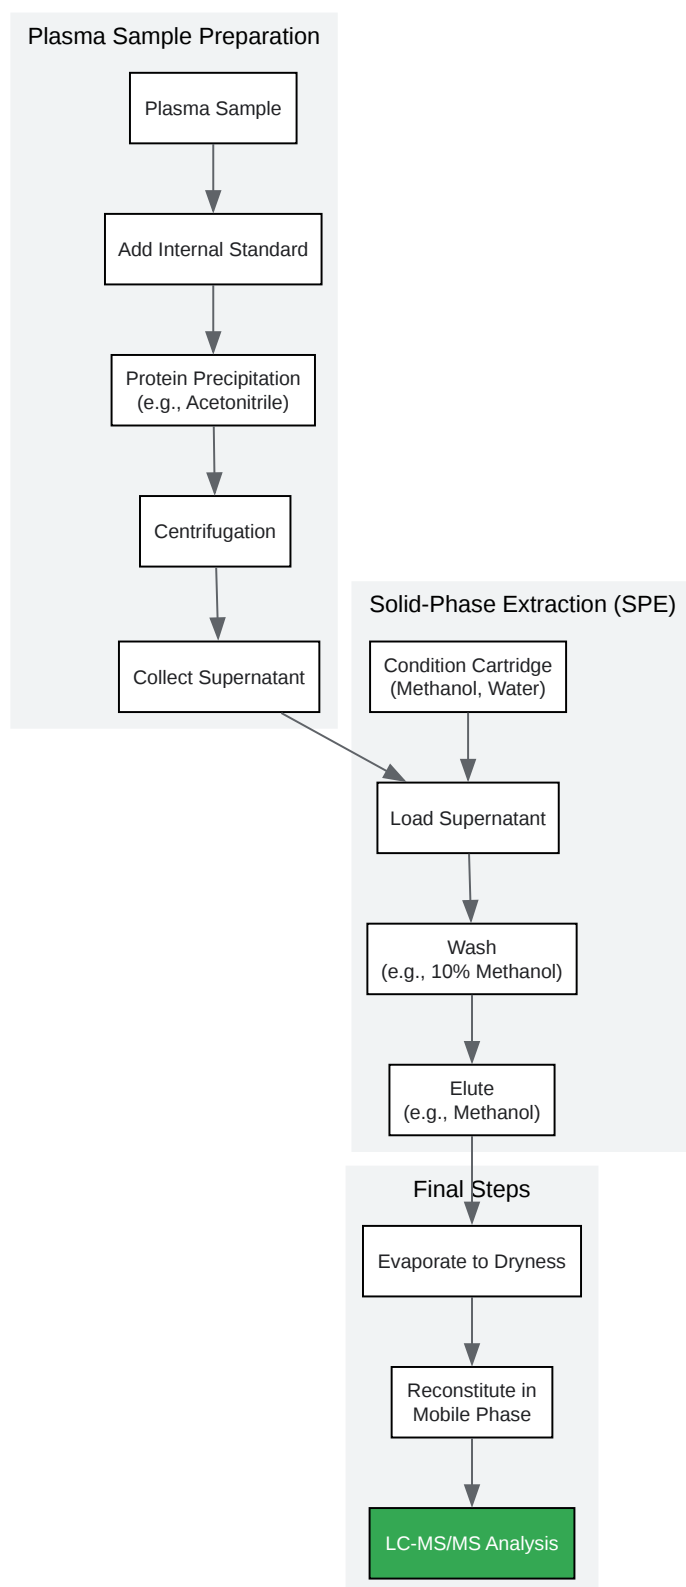 Plasma Sample Preparation
Plasma Sample
Add Internal Standard
Protein Precipitation
(e.g., Acetonitrile)
Centrifugation
Collect Supernatant
Solid-Phase Extraction (SPE)
Condition Cartridge
(Methanol, Water)
Load Supernatant
Wash
(e.g., 10% Methanol)
Elute
(e.g., Methanol)
Final Steps
Evaporate to Dryness
Reconstitute in
Mobile Phase
LC-MS/MS Analysis